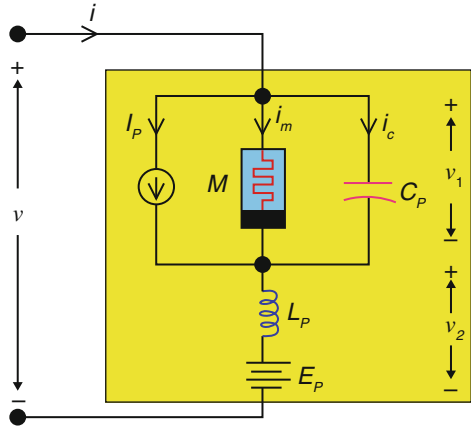 i
+
I_P
i_m
i_c
+
M
C_P
v_1
v
−
+
L_P
v_2
E_P
−
−